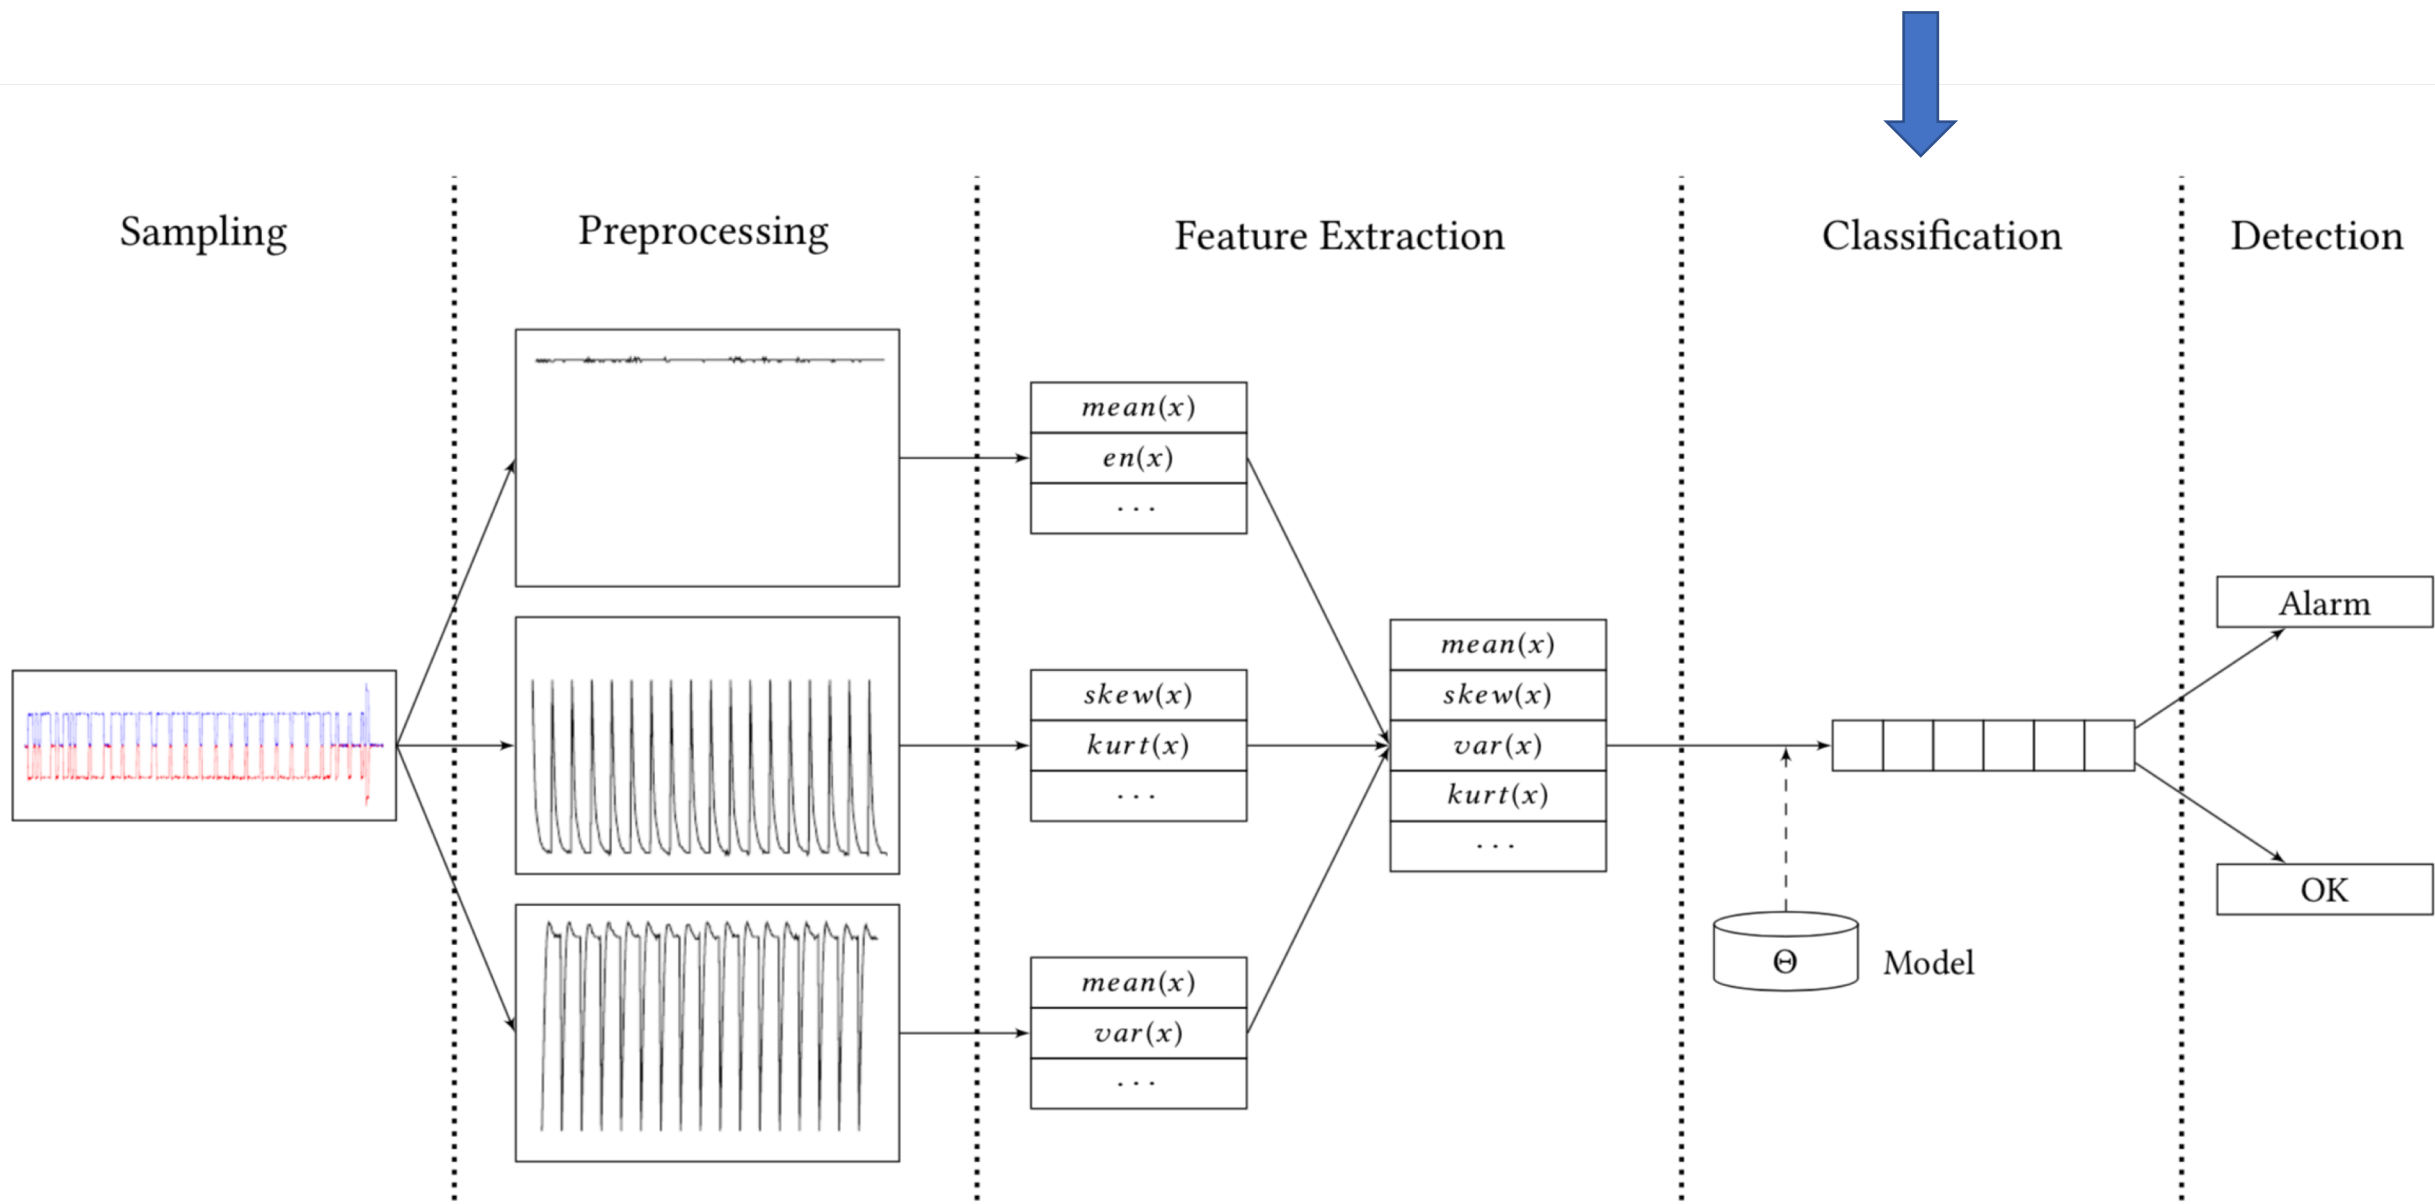 Sampling
Preprocessing
Feature Extraction
Classification
Detection
mean(x)
en(x)
. . .
skew(x)
kurt(x)
. . .
mean(x)
var(x)
. . .
mean(x)
skew(x)
var(x)
kurt(x)
. . .
Θ
Model
Alarm
OK